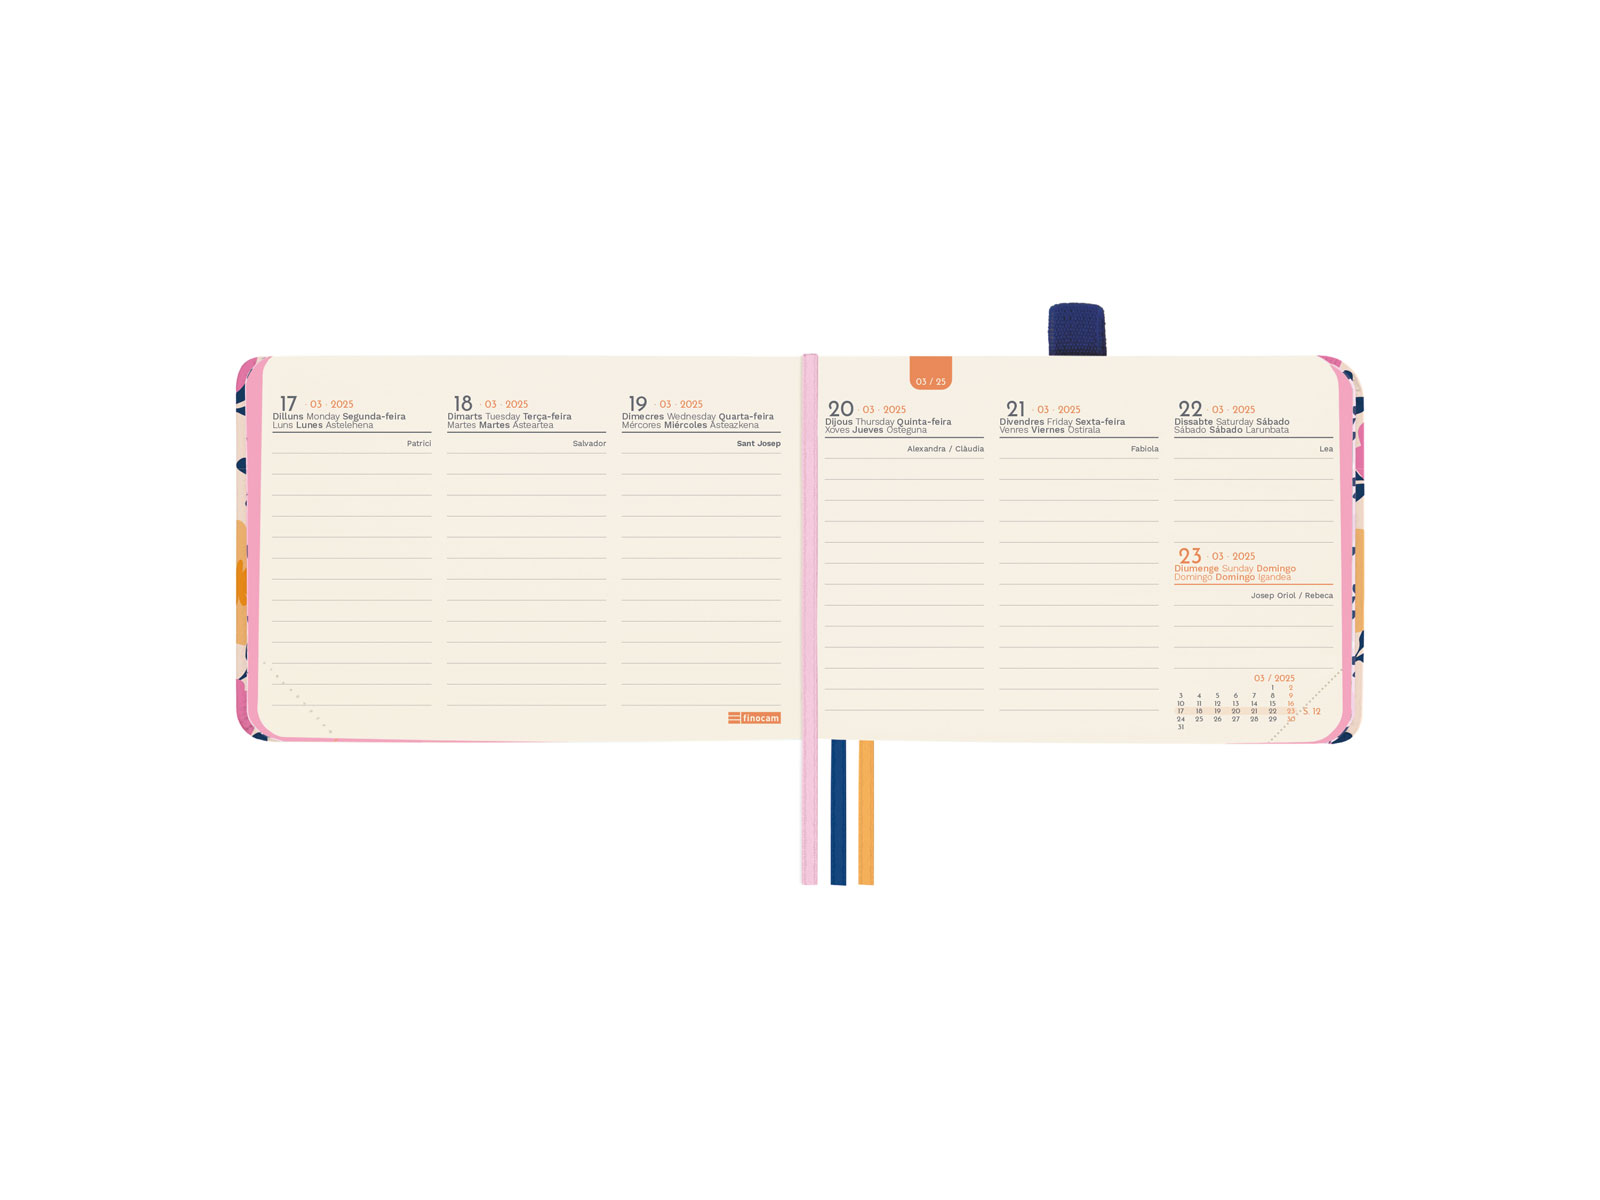 17 · 03 · 2025
Dilluns Monday Segunda-feira
Luns Lunes Astelehena
Patrici
18 · 03 · 2025
Dimarts Tuesday Terça-feira
Martes Martes Asteartea
Salvador
19 · 03 · 2025
Dimecres Wednesday Quarta-feira
Mércores Miércoles Asteazkena
Sant Josep
finocam
03 / 25
20 · 03 · 2025
Dijous Thursday Quinta-feira
Xoves Jueves Osteguna
Alexandra / Clàudia
21 · 03 · 2025
Divendres Friday Sexta-feira
Venres Viernes Ostirala
Fabiola
22 · 03 · 2025
Dissabte Saturday Sábado
Sábado Sábado Larunbata
Lea
23 · 03 · 2025
Diumenge Sunday Domingo
Domingo Domingo Igandea
Josep Oriol / Rebeca
03 / 2025
1 2
3 4 5 6 7 8 9
10 11 12 13 14 15 16
17 18 19 20 21 22 23 · S. 12
24 25 26 27 28 29 30
31